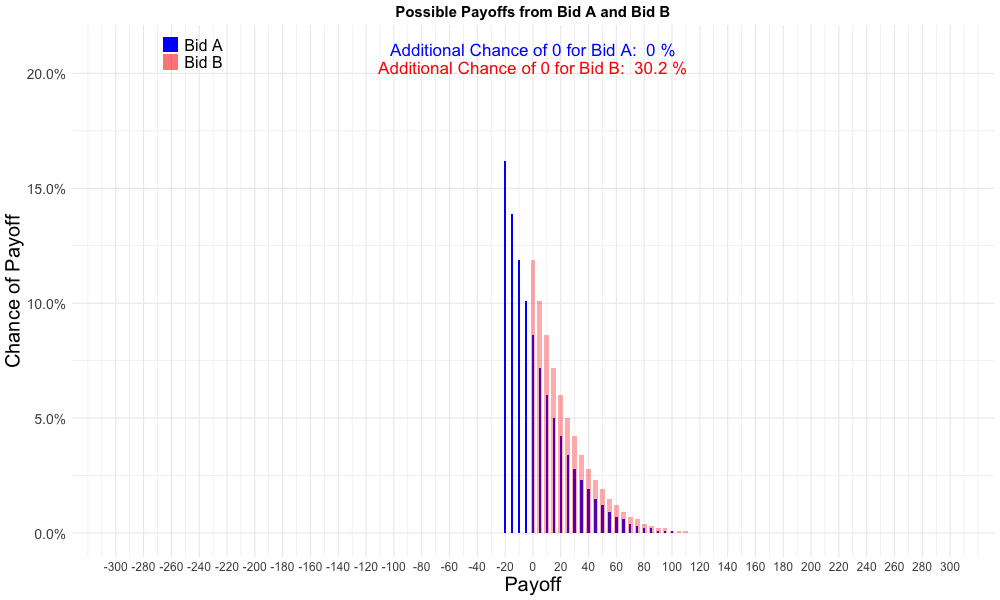 Possible Payoffs from Bid A and Bid B
Bid A
Bid B
Additional Chance of 0 for Bid A:  0 %
Additional Chance of 0 for Bid B:  30.2 %
Chance of Payoff
20.0%
15.0%
10.0%
5.0%
0.0%
-300 -280 -260 -240 -220 -200 -180 -160 -140 -120 -100 -80 -60 -40 -20 0 20 40 60 80 100 120 140 160 180 200 220 240 260 280 300
Payoff